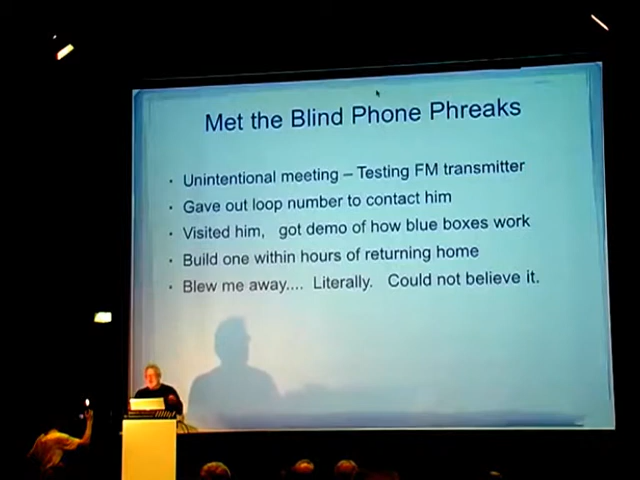 Met the Blind Phone Phreaks
• Unintentional meeting – Testing FM transmitter
• Gave out loop number to contact him
• Visited him, got demo of how blue boxes work
• Build one within hours of returning home
• Blew me away.... Literally. Could not believe it.